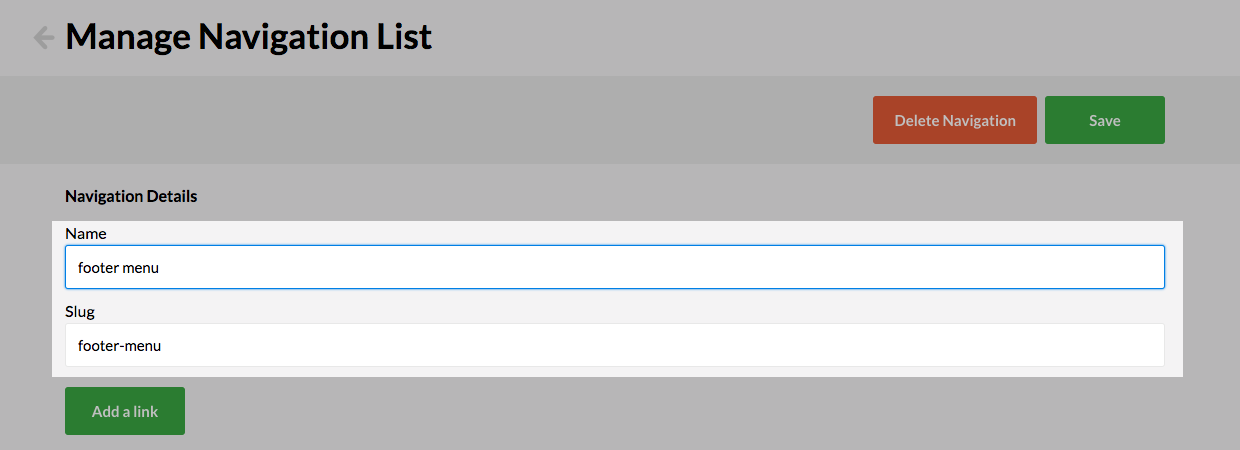 Manage Navigation List
Delete Navigation
Save
Navigation Details
Name
footer menu
Slug
footer-menu
Add a link